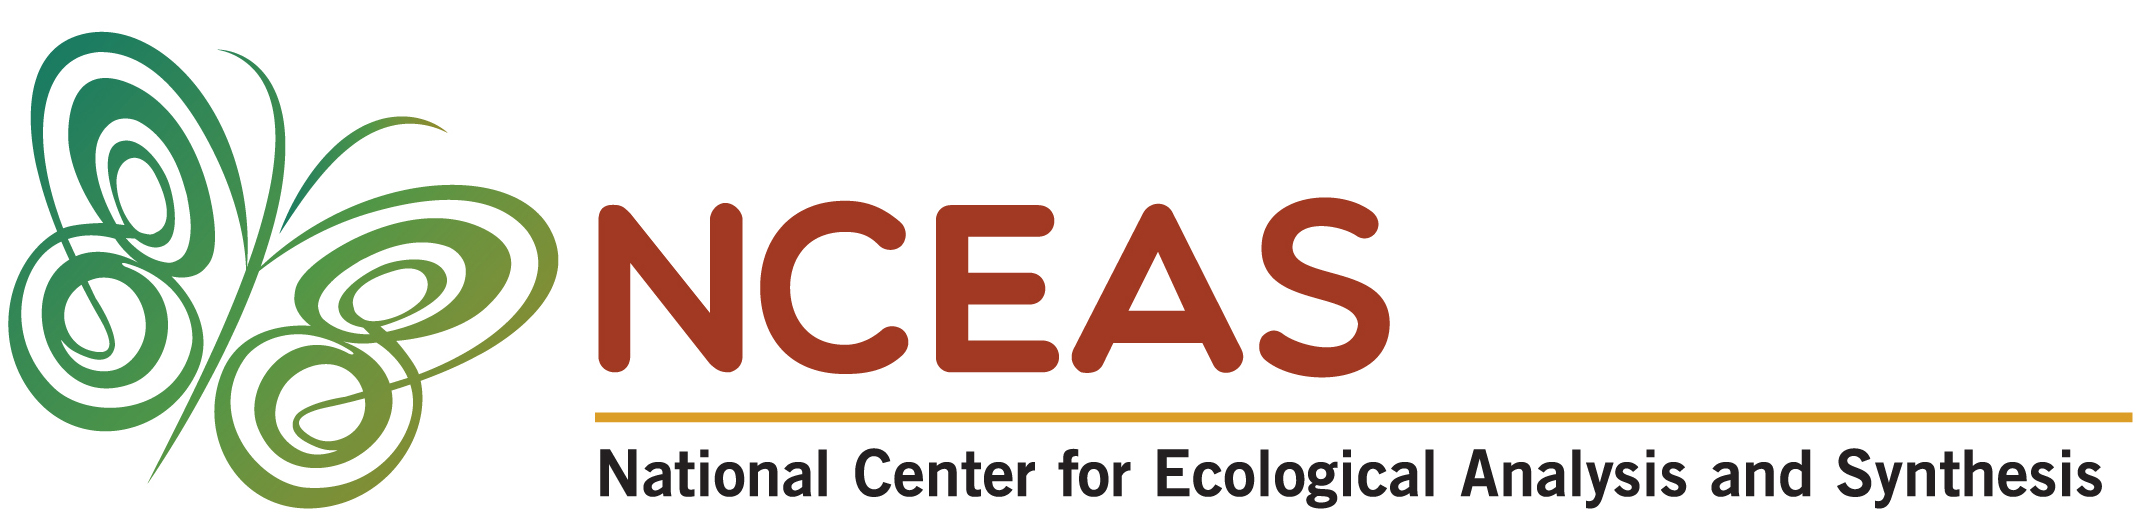 NCEAS
National Center for Ecological Analysis and Synthesis